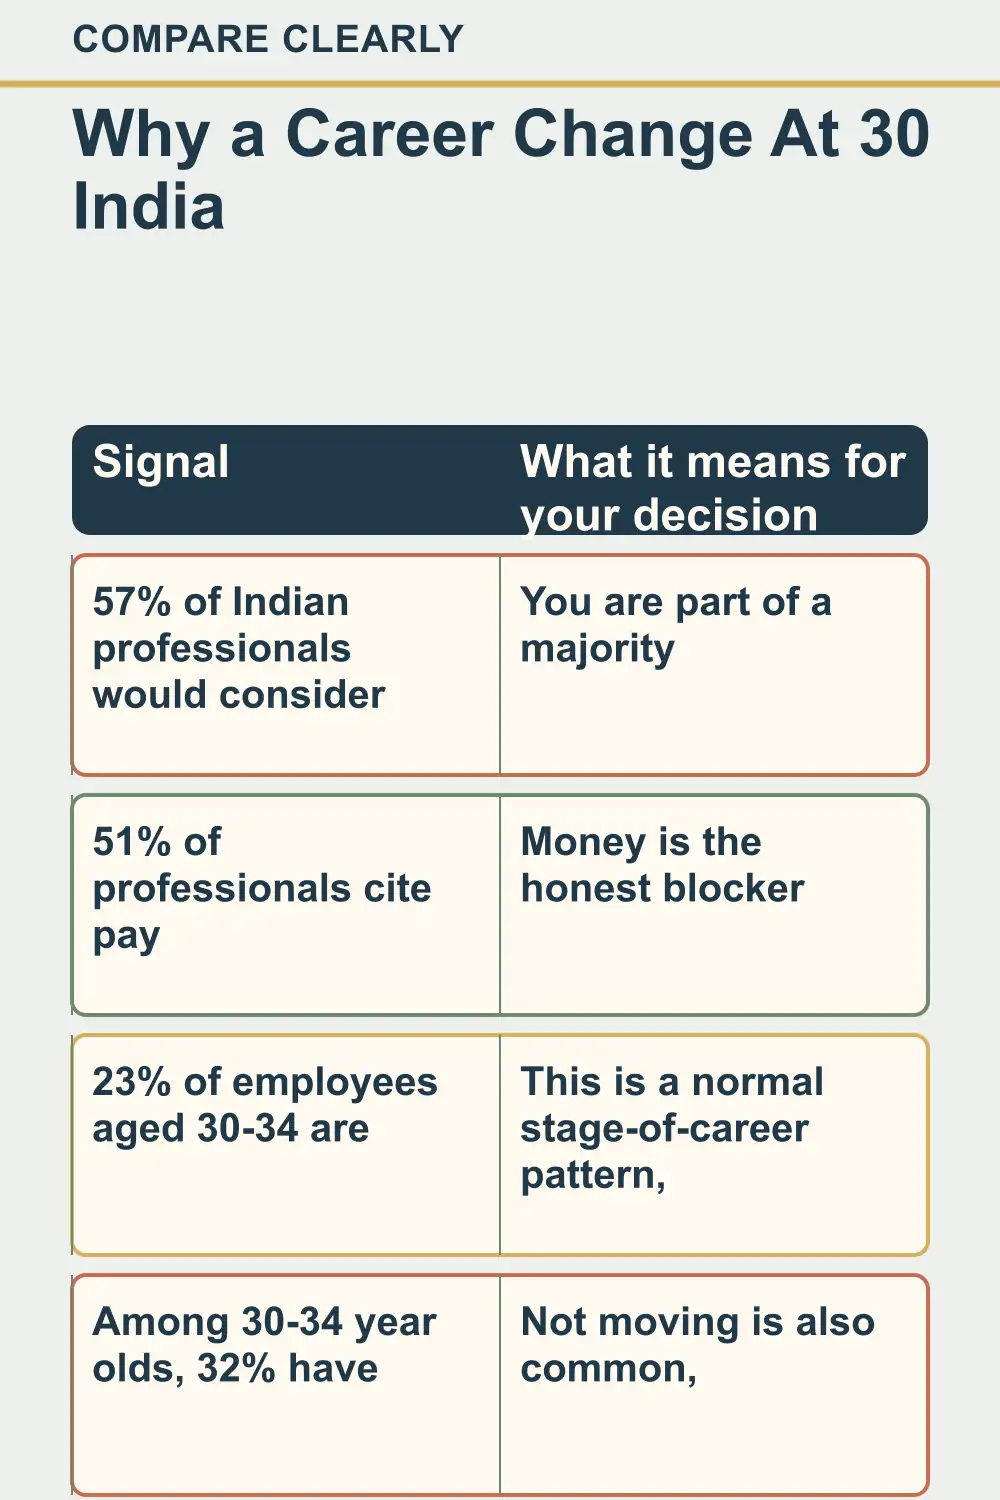 COMPARE CLEARLY
Why a Career Change At 30
India
Signal
What it means for
your decision
57% of Indian
professionals
would consider
You are part of a
majority
51% of
professionals cite
pay
Money is the
honest blocker
23% of employees
aged 30-34 are
This is a normal
stage-of-career
pattern,
Among 30-34 year
olds, 32% have
Not moving is also
common,